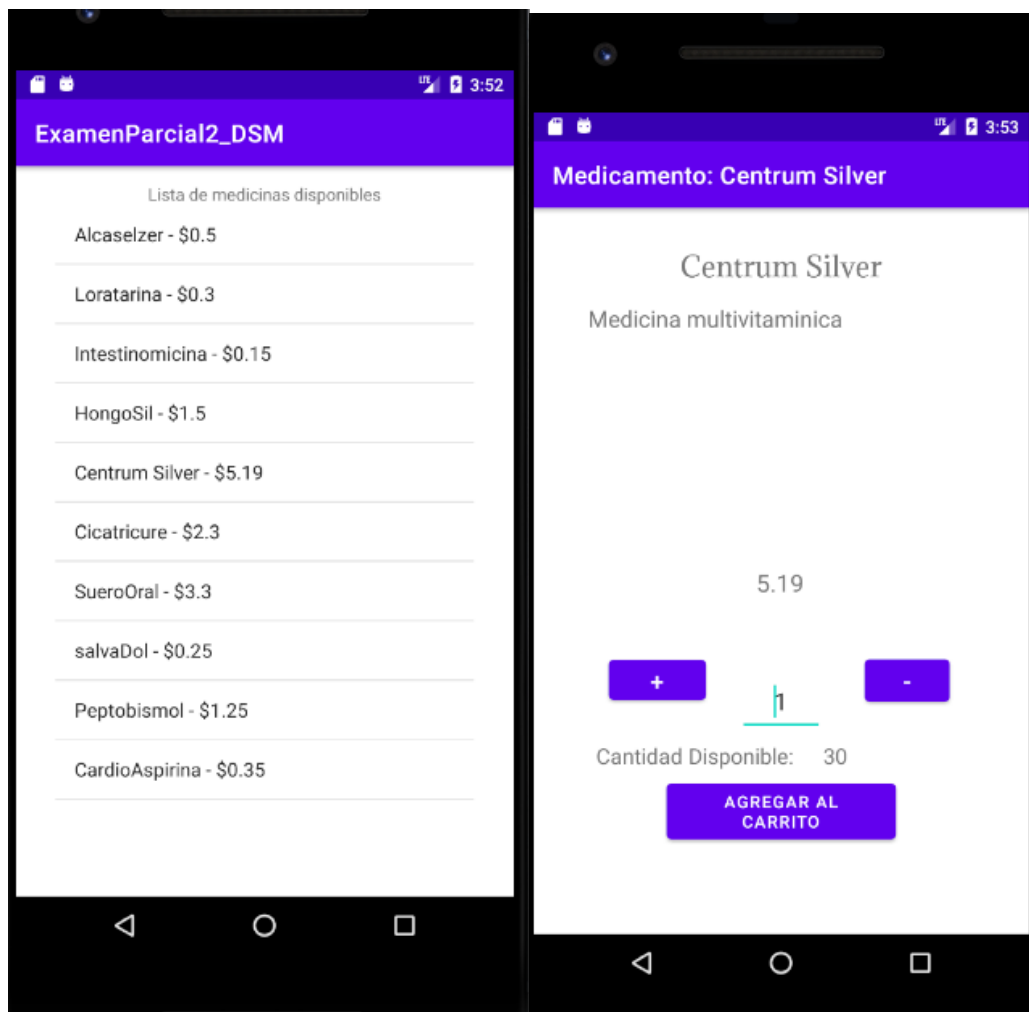 LTE 3:52
ExamenParcial2_DSM
Lista de medicinas disponibles
Alcaselzer - $0.5
Loratarina - $0.3
Intestinomicina - $0.15
HongoSil - $1.5
Centrum Silver - $5.19
Cicatricure - $2.3
SueroOral - $3.3
salvaDol - $0.25
Peptobismol - $1.25
CardioAspirina - $0.35
LTE 3:53
Medicamento: Centrum Silver
Centrum Silver
Medicina multivitaminica
5.19
+ -
1
Cantidad Disponible: 30
AGREGAR AL
CARRITO